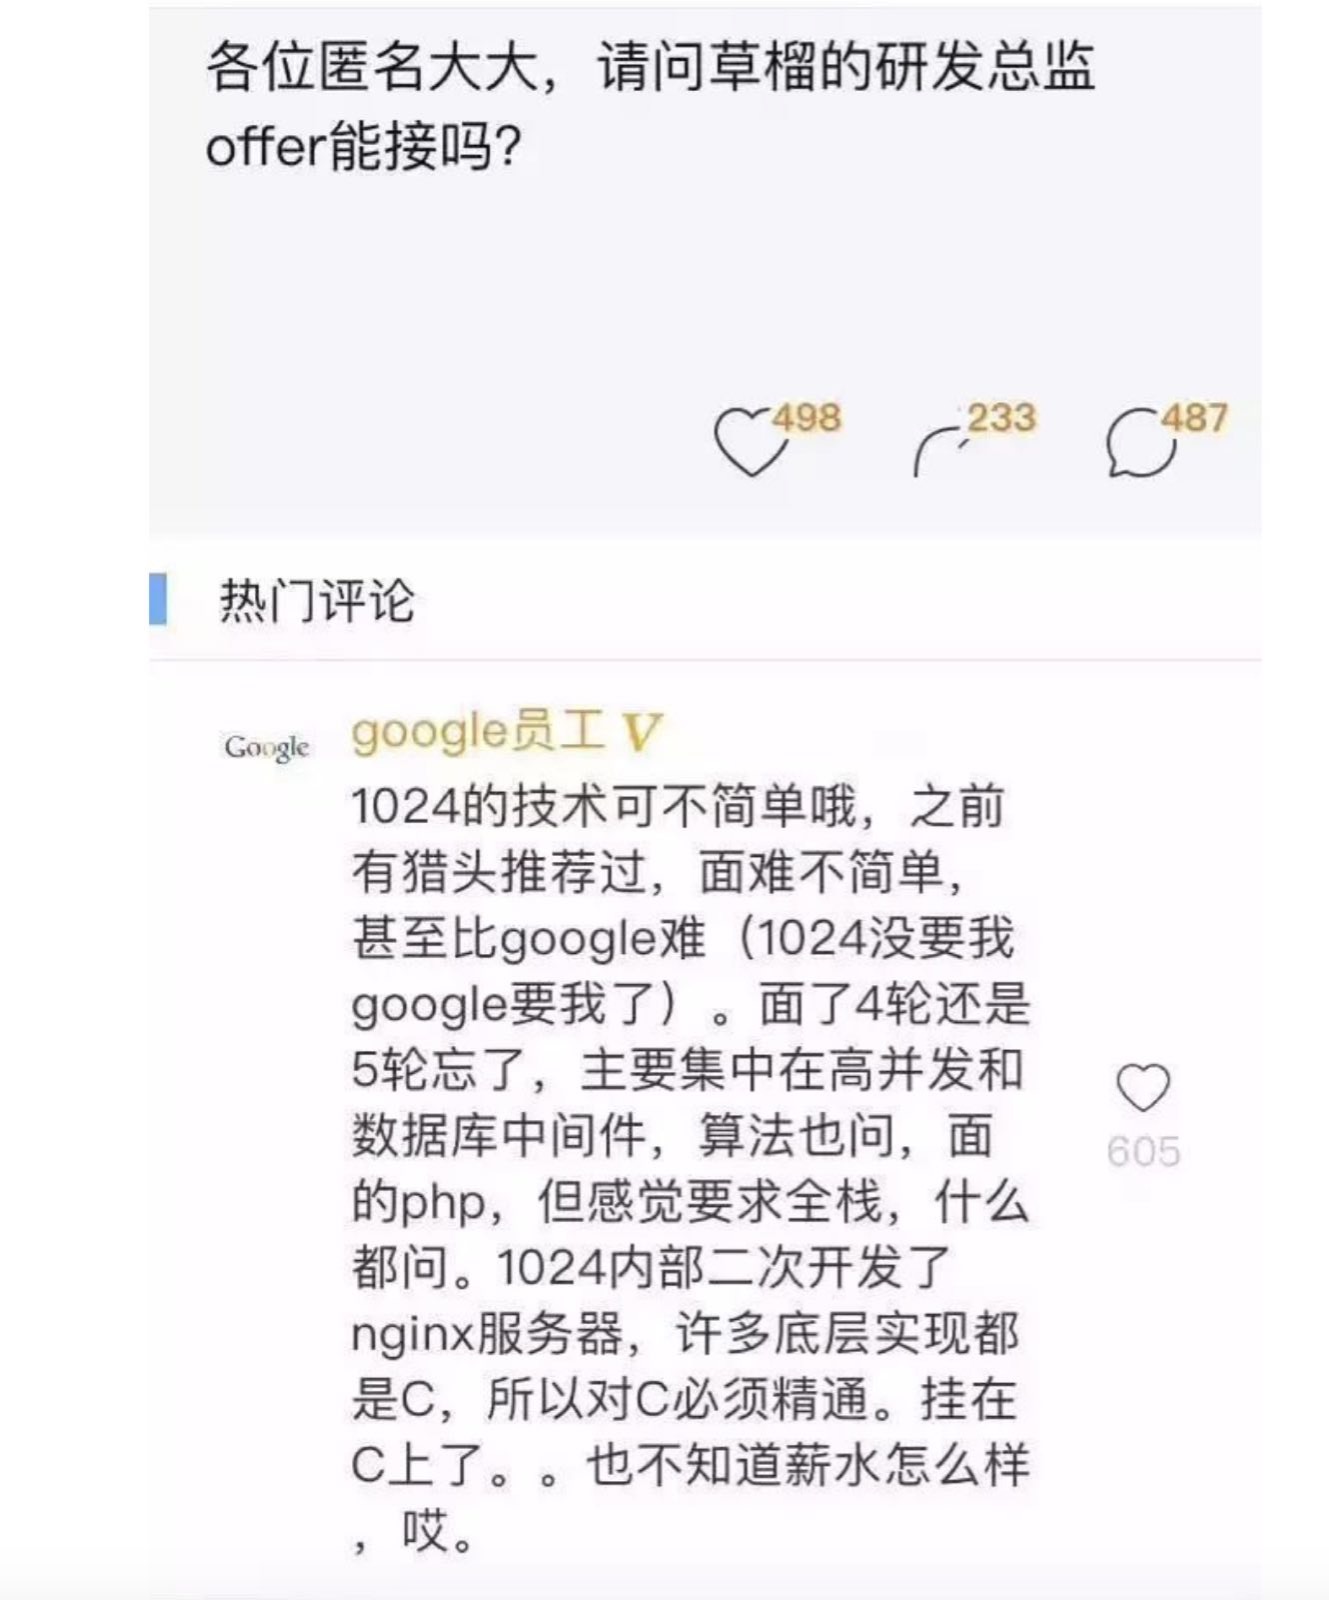 各位匿名大大，请问草榴的研发总监
offer能接吗？
498 233 487
热门评论
Google google员工 V
1024的技术可不简单哦，之前
有猎头推荐过，面难不简单，
甚至比google难（1024没要我
google要我了）。面了4轮还是
5轮忘了，主要集中在高并发和
数据库中间件，算法也问，面
的php，但感觉要求全栈，什么
都问。1024内部二次开发了
nginx服务器，许多底层实现都
是C，所以对C必须精通。挂在
C上了。。也不知道薪水怎么样
，哎。
605